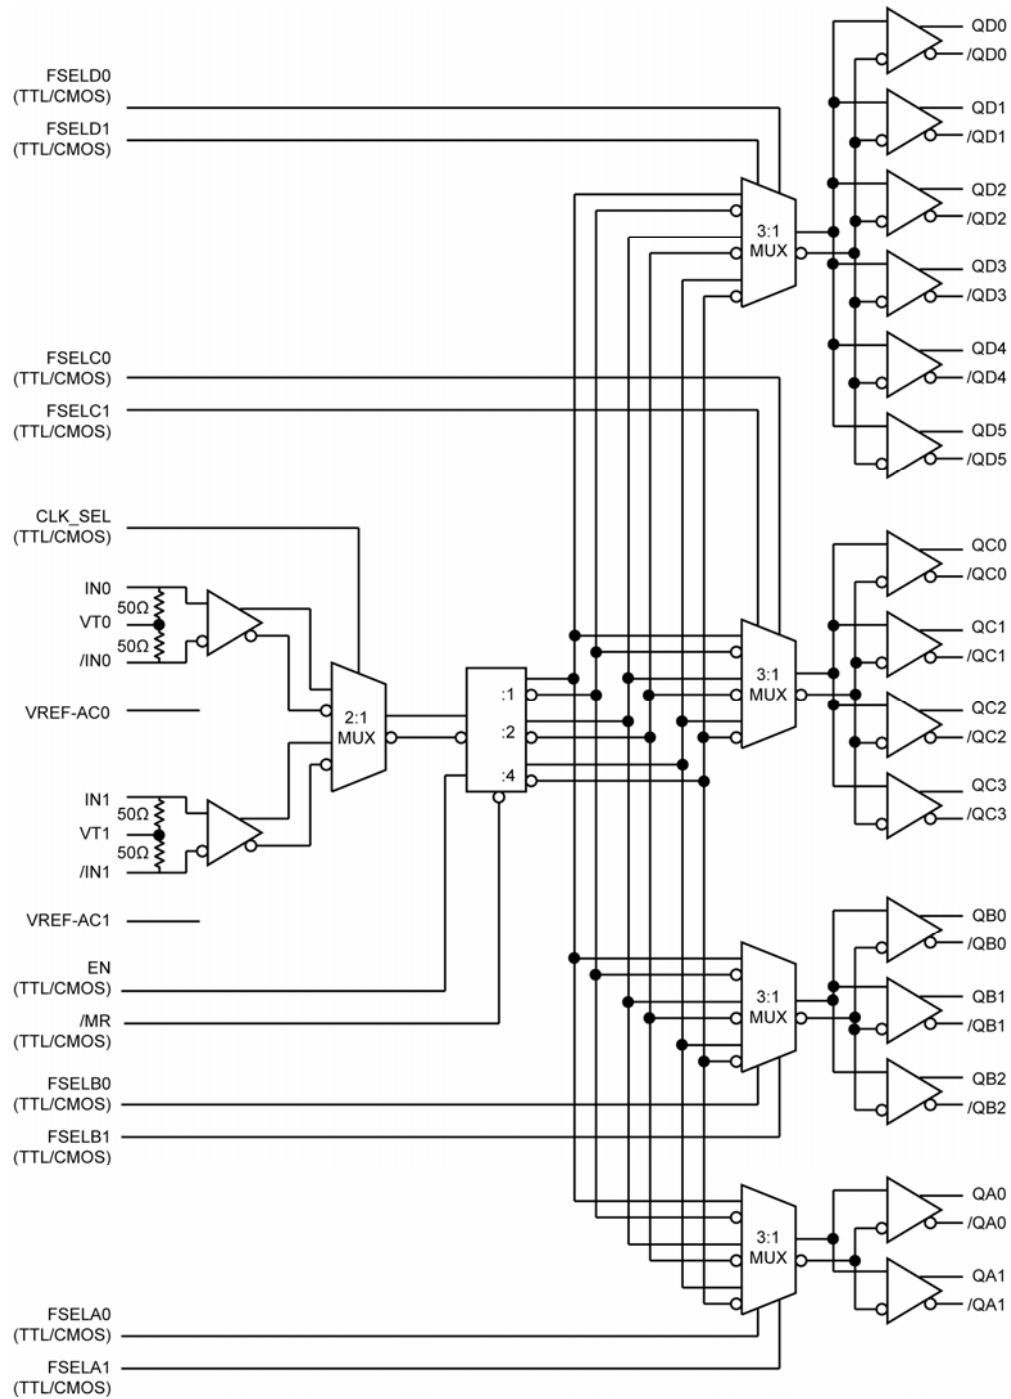 FSELD0
(TTL/CMOS)
FSELD1
(TTL/CMOS)
3:1
MUX
QD0
/QD0
QD1
/QD1
QD2
/QD2
QD3
/QD3
QD4
/QD4
QD5
/QD5
FSELC0
(TTL/CMOS)
FSELC1
(TTL/CMOS)
CLK_SEL
(TTL/CMOS)
IN0
50Ω
VT0
50Ω
/IN0
VREF-AC0
2:1
MUX
IN1
50Ω
VT1
50Ω
/IN1
VREF-AC1
:1
:2
:4
3:1
MUX
QC0
/QC0
QC1
/QC1
QC2
/QC2
QC3
/QC3
EN
(TTL/CMOS)
/MR
(TTL/CMOS)
FSELB0
(TTL/CMOS)
FSELB1
(TTL/CMOS)
3:1
MUX
QB0
/QB0
QB1
/QB1
QB2
/QB2
3:1
MUX
QA0
/QA0
QA1
/QA1
FSELA0
(TTL/CMOS)
FSELA1
(TTL/CMOS)